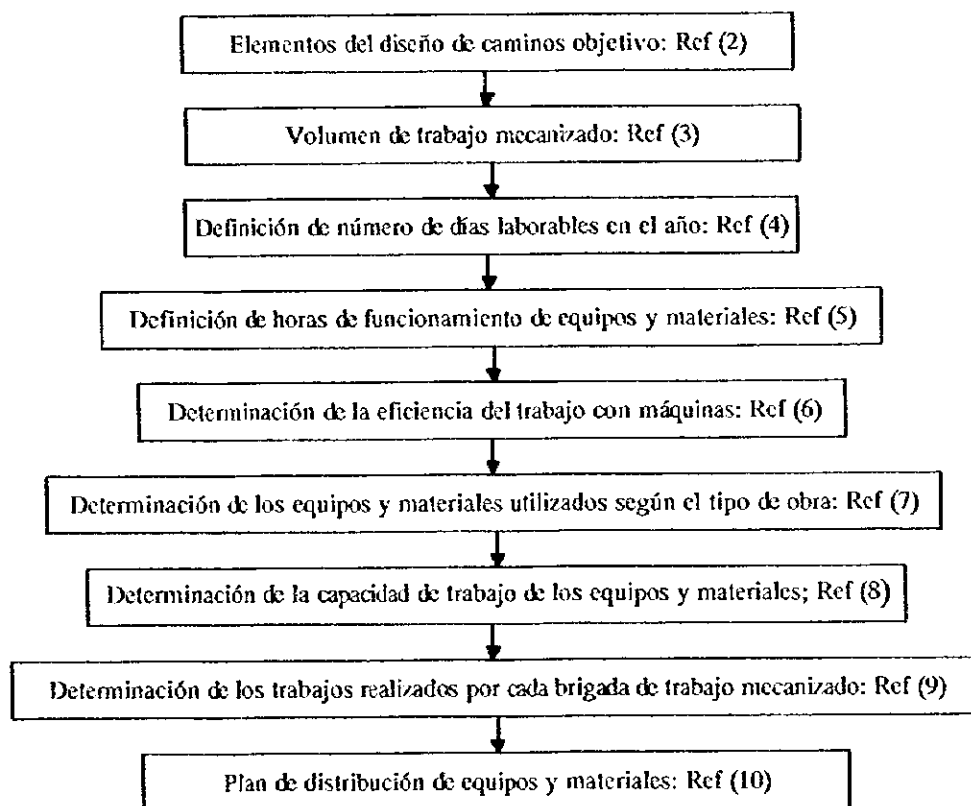 Elementos del diseño de caminos objetivo: Ref (2)
Volumen de trabajo mecanizado: Ref (3)
Definición de número de días laborables en el año: Ref (4)
Definición de horas de funcionamiento de equipos y materiales: Ref (5)
Determinación de la eficiencia del trabajo con máquinas: Ref (6)
Determinación de los equipos y materiales utilizados según el tipo de obra: Ref (7)
Determinación de la capacidad de trabajo de los equipos y materiales; Ref (8)
Determinación de los trabajos realizados por cada brigada de trabajo mecanizado: Ref (9)
Plan de distribución de equipos y materiales: Ref (10)